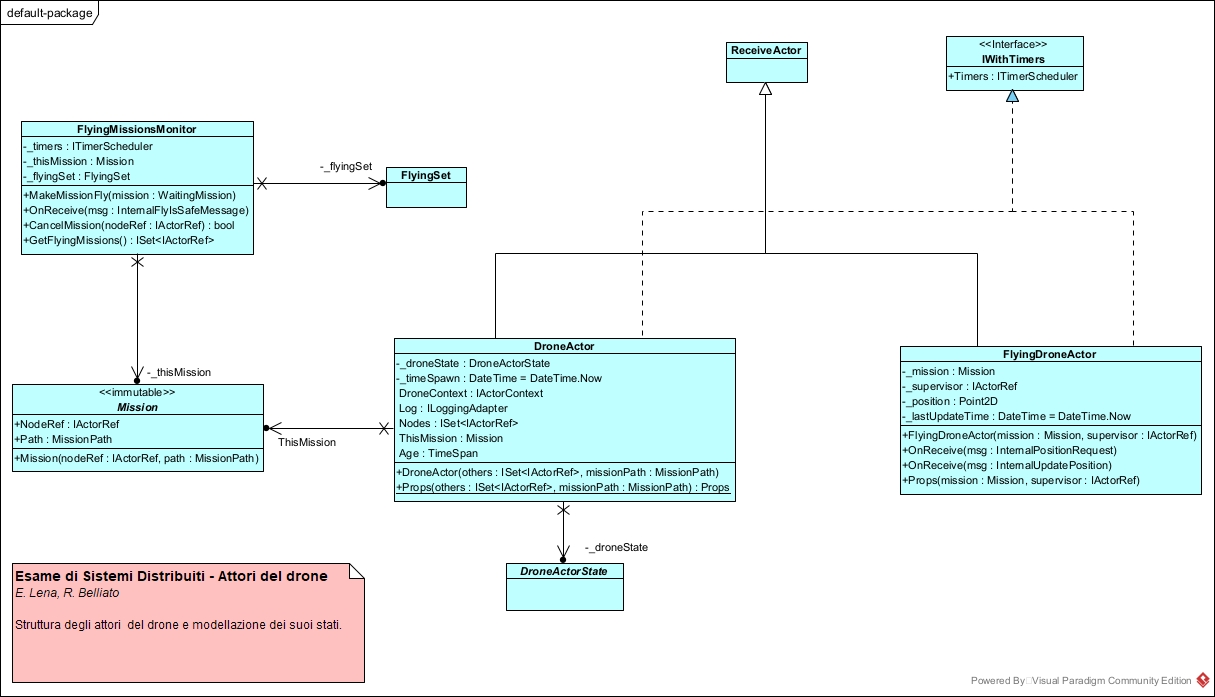 default-package
ReceiveActor
<<Interface>>
IWithTimers
+Timers : ITimerScheduler
FlyingMissionsMonitor
-_timers : ITimerScheduler
-_thisMission : Mission
-_flyingSet : FlyingSet
+MakeMissionFly(mission : WaitingMission)
+OnReceive(msg : InternalFlyIsSafeMessage)
+CancelMission(nodeRef : IActorRef) : bool
+GetFlyingMissions() : ISet<IActorRef>
-_flyingSet
FlyingSet
-_thisMission
<<immutable>>
Mission
+NodeRef : IActorRef
+Path : MissionPath
+Mission(nodeRef : IActorRef, path : MissionPath)
ThisMission
DroneActor
-_droneState : DroneActorState
-_timeSpawn : DateTime = DateTime.Now
DroneContext : IActorContext
Log : ILoggingAdapter
Nodes : ISet<IActorRef>
ThisMission : Mission
Age : TimeSpan
+DroneActor(others : ISet<IActorRef>, missionPath : MissionPath)
+Props(others : ISet<IActorRef>, missionPath : MissionPath) : Props
FlyingDroneActor
-_mission : Mission
-_supervisor : IActorRef
-_position : Point2D
-_lastUpdateTime : DateTime = DateTime.Now
+FlyingDroneActor(mission : Mission, supervisor : IActorRef)
+OnReceive(msg : InternalPositionRequest)
+OnReceive(msg : InternalUpdatePosition)
+Props(mission : Mission, supervisor : IActorRef)
-_droneState
DroneActorState
Esame di Sistemi Distribuiti - Attori del drone
E. Lena, R. Belliato
Struttura degli attori  del drone e modellazione dei suoi stati.
Powered By Visual Paradigm Community Edition